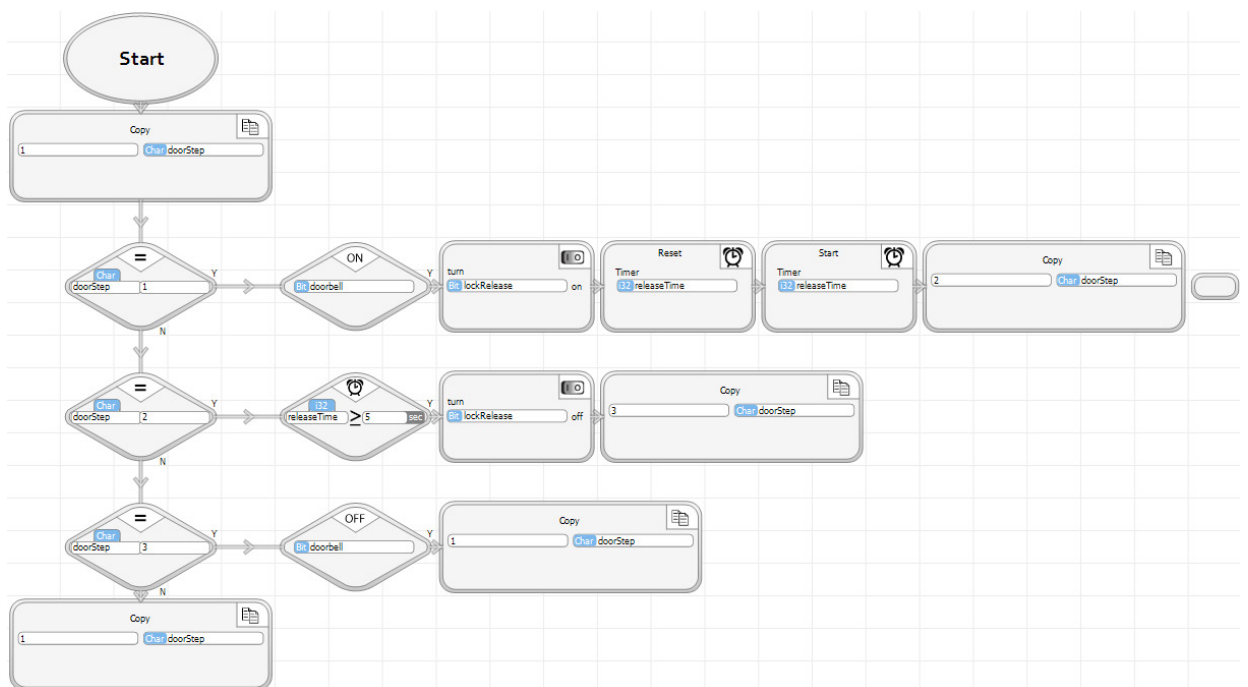 Start
Copy
1 Char doorStep
=
Char
doorStep 1
Y
N
ON
Bit doorbell
Y
turn
Bit lockRelease on
Reset
Timer
i32 releaseTime
Start
Timer
i32 releaseTime
Copy
2 Char doorStep
=
Char
doorStep 2
Y
N
i32
releaseTime ≥ 5 sec
Y
turn
Bit lockRelease off
Copy
3 Char doorStep
=
Char
doorStep 3
Y
N
OFF
Bit doorbell
Y
Copy
1 Char doorStep
Copy
1 Char doorStep